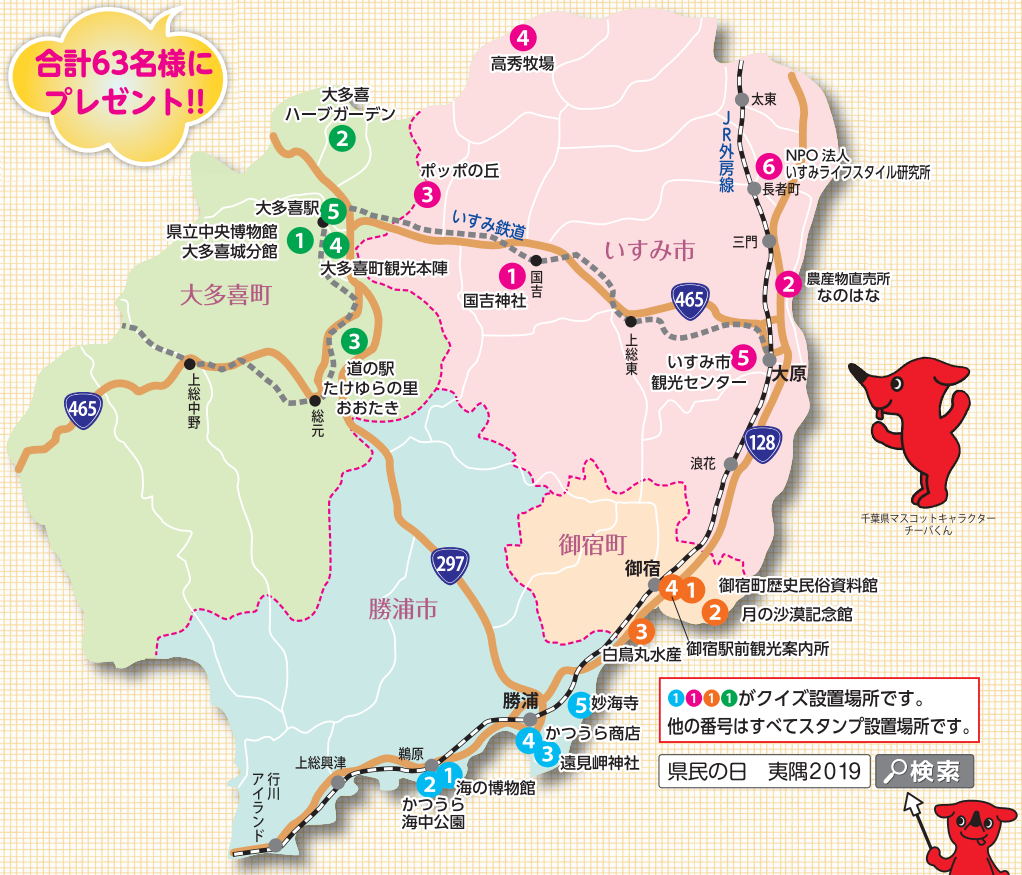 合計63名様に
プレゼント!!
4
高秀牧場
大多喜
ハーブガーデン
2
太東
JR外房線
ポッポの丘
3
6
NPO 法人
いすみライフスタイル研究所
長者町
大多喜駅
5
県立中央博物館
大多喜城分館
1
4
大多喜町観光本陣
いすみ鉄道
いすみ市
三門
1
国吉
国吉神社
2
農産物直売所
なのはな
大多喜町
465
上総東
3
道の駅
たけゆらの里
おおたき
いすみ市
観光センター
5
大原
上総中野
465
総元
128
浪花
千葉県マスコットキャラクター
チーバくん
御宿町
297
御宿
4
1
御宿町歴史民俗資料館
勝浦市
2
月の沙漠記念館
3
白鳥丸水産
御宿駅前観光案内所
勝浦
5
妙海寺
1111がクイズ設置場所です。
他の番号はすべてスタンプ設置場所です。
4
かつうら商店
3
遠見岬神社
鵜原
上総興津
行川
アイランド
2
1
海の博物館
かつうら
海中公園
県民の日 夷隅2019
検索